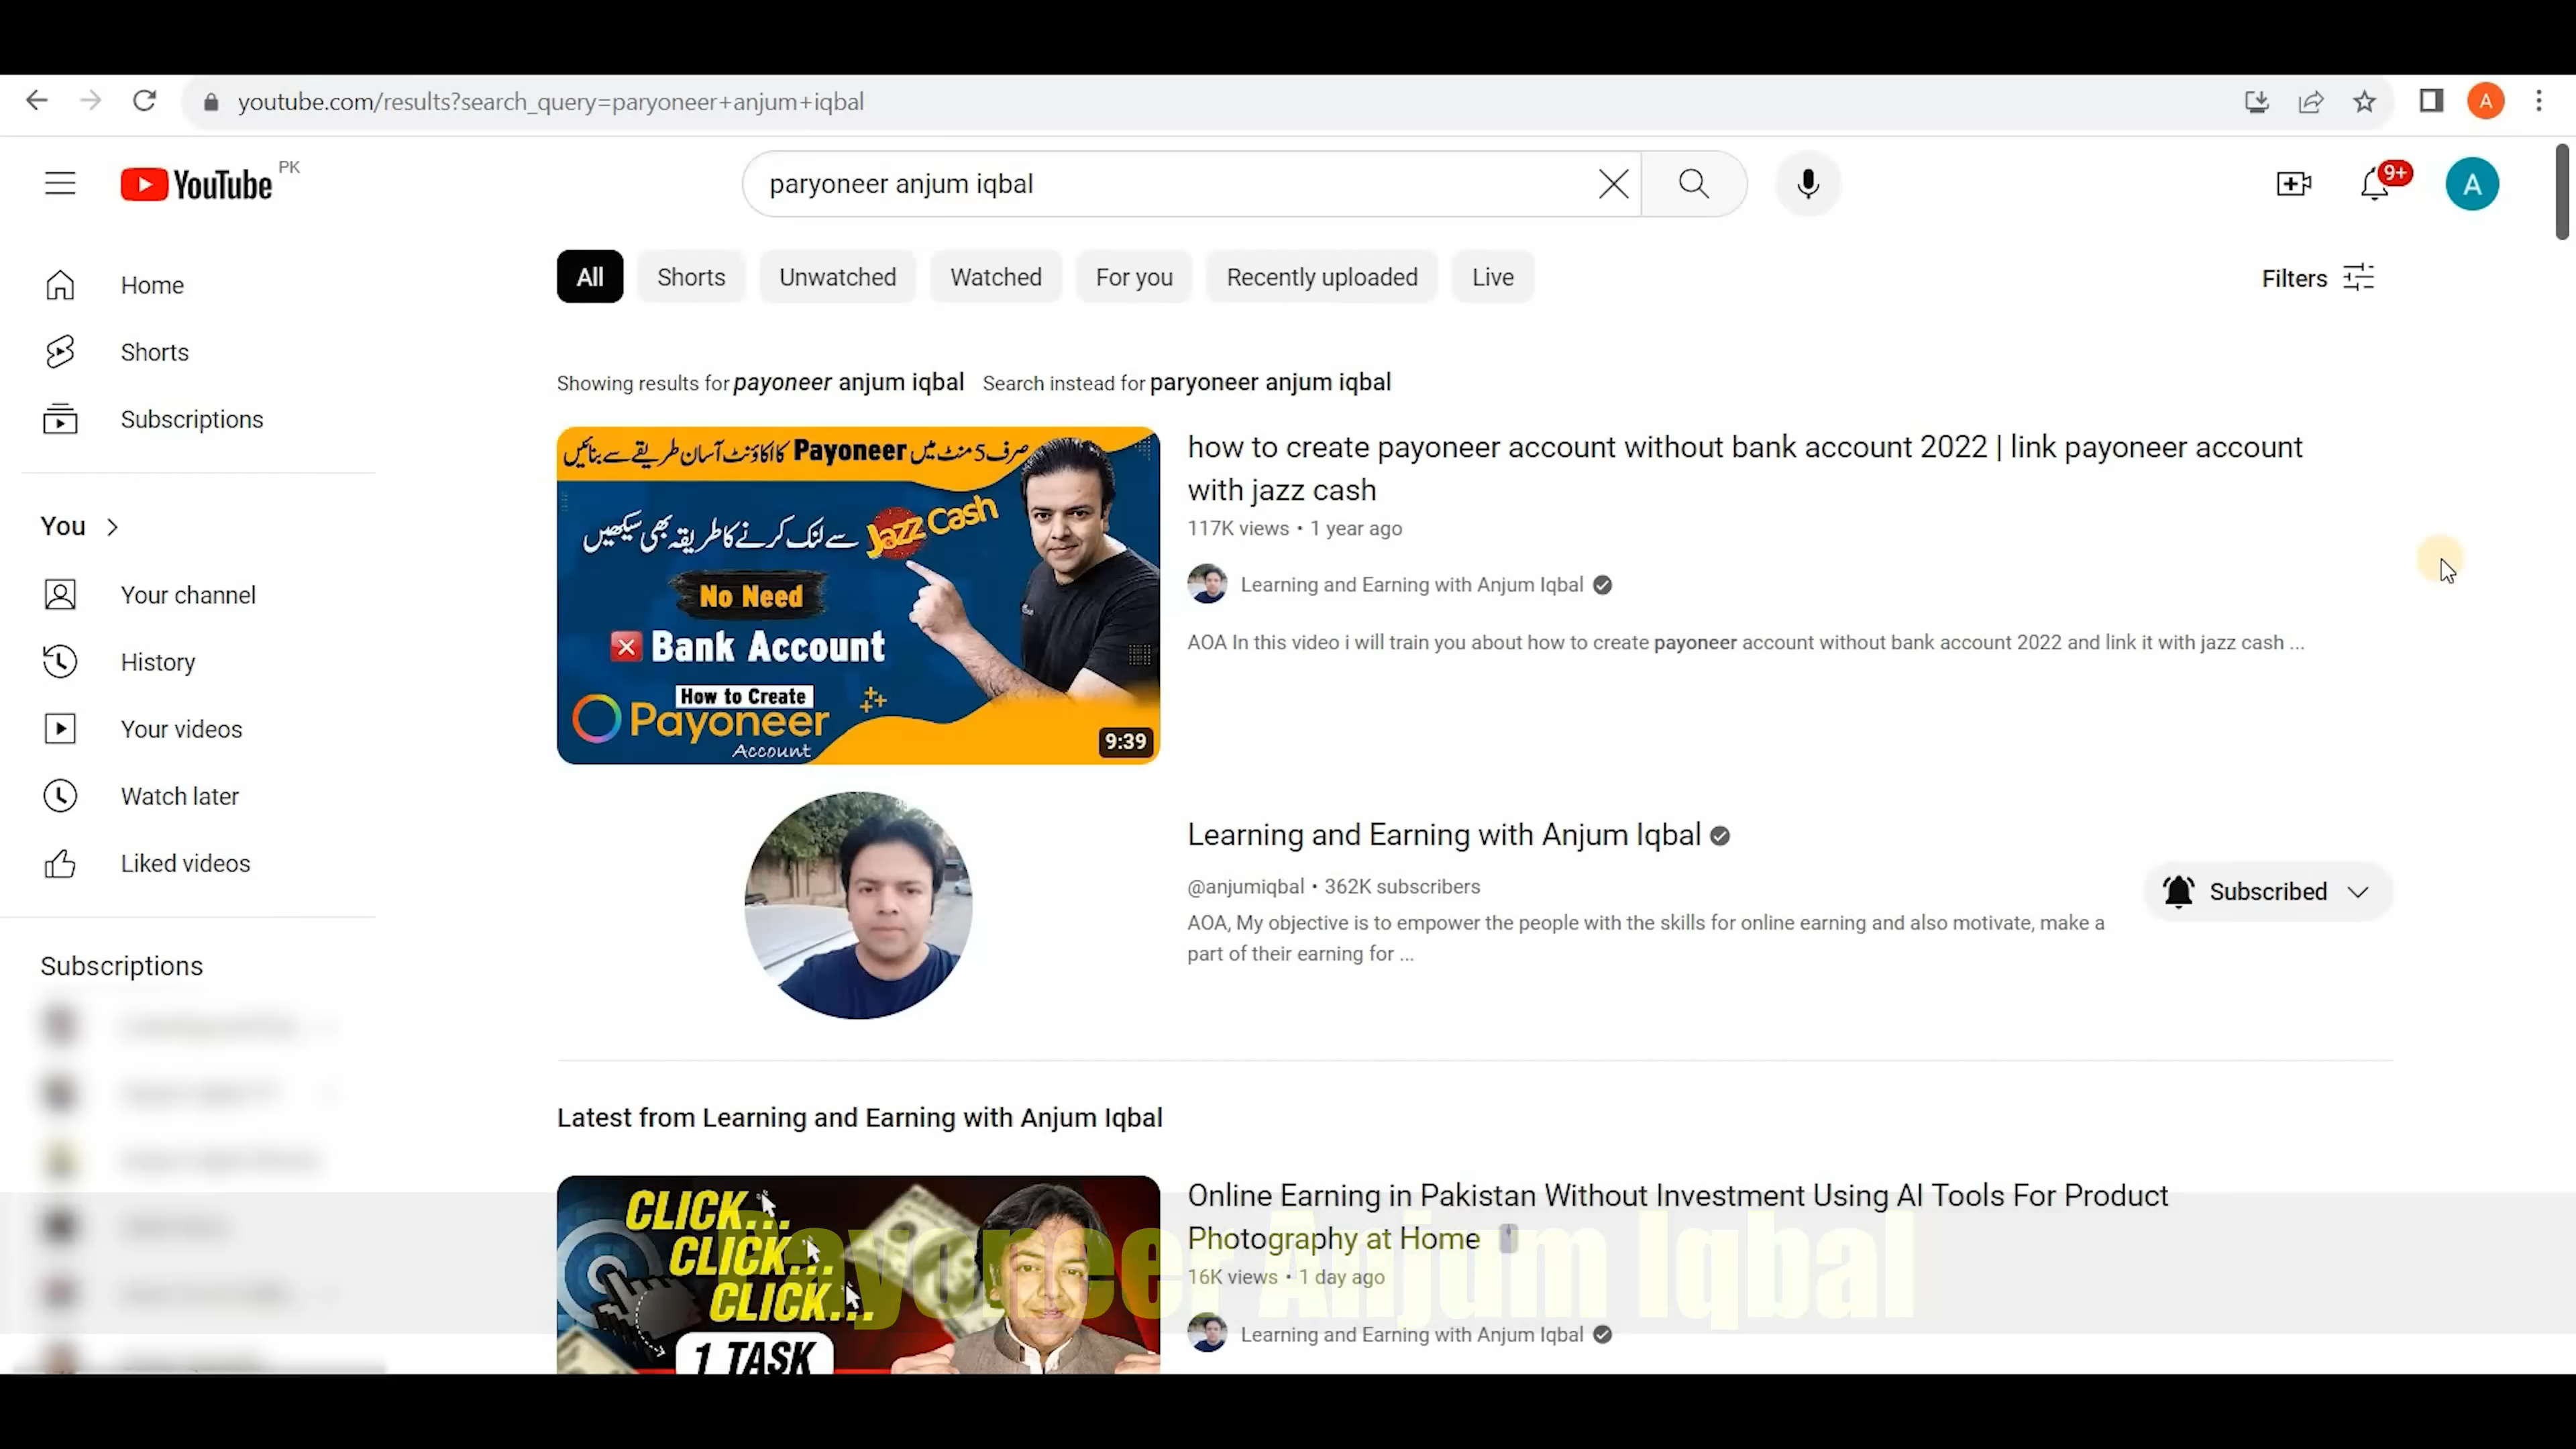 youtube.com/results?search_query=paryoneer+anjum+iqbal
A
YouTube PK
paryoneer anjum iqbal
9+
A
Home
Shorts
Subscriptions
You
Your channel
History
Your videos
Watch later
Liked videos
Subscriptions
All Shorts Unwatched Watched For you Recently uploaded Live
Filters
Showing results for payoneer anjum iqbal Search instead for paryoneer anjum iqbal
صرف 5 منٹ میں Payoneer کا اکاؤنٹ آسان طریقے سے بنائیں
Jazz Cash سے لنک کرنے کا طریقہ بھی سیکھیں
No Need
Bank Account
How to Create
Payoneer
Account
9:39
how to create payoneer account without bank account 2022 | link payoneer account
with jazz cash
117K views • 1 year ago
Learning and Earning with Anjum Iqbal
AOA In this video i will train you about how to create payoneer account without bank account 2022 and link it with jazz cash ...
Learning and Earning with Anjum Iqbal
@anjumiqbal • 362K subscribers
AOA, My objective is to empower the people with the skills for online earning and also motivate, make a
part of their earning for ...
Subscribed
Latest from Learning and Earning with Anjum Iqbal
CLICK...
CLICK...
CLICK...
1 TASK
Online Earning in Pakistan Without Investment Using AI Tools For Product
Photography at Home
16K views • 1 day ago
Learning and Earning with Anjum Iqbal
Payoneer Anjum Iqbal